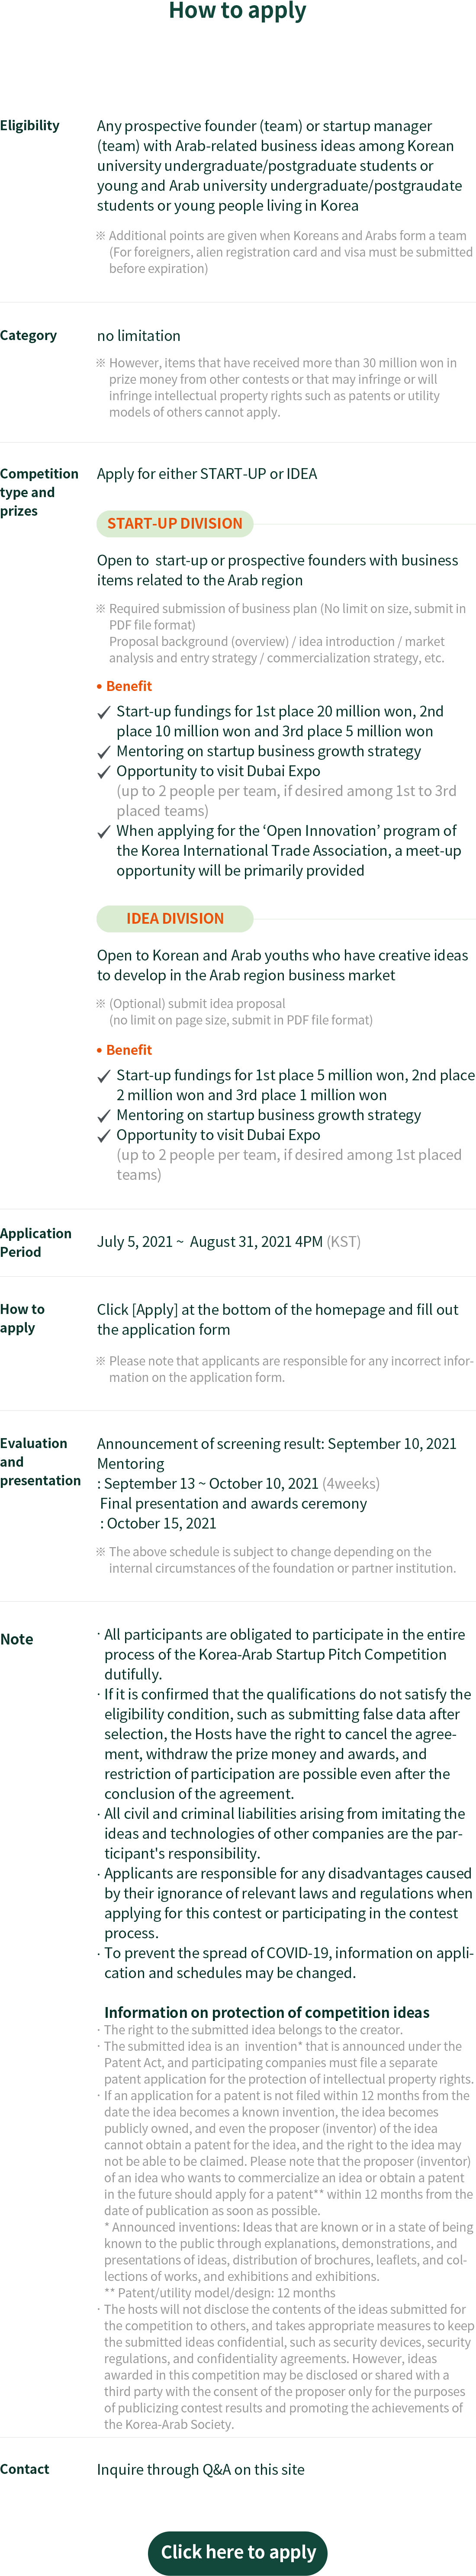 How to apply
Eligibility
Any prospective founder (team) or startup manager
(team) with Arab-related business ideas among Korean
university undergraduate/postgraduate students or
young and Arab university undergraduate/postgraudate
students or young people living in Korea
※ Additional points are given when Koreans and Arabs form a team
(For foreigners, alien registration card and visa must be submitted
before expiration)
Category
no limitation
※ However, items that have received more than 30 million won in
prize money from other contests or that may infringe or will
infringe intellectual property rights such as patents or utility
models of others cannot apply.
Competition
type and
prizes
Apply for either START-UP or IDEA
START-UP DIVISION
Open to start-up or prospective founders with business
items related to the Arab region
※ Required submission of business plan (No limit on size, submit in
PDF file format)
Proposal background (overview) / idea introduction / market
analysis and entry strategy / commercialization strategy, etc.
• Benefit
✓ Start-up fundings for 1st place 20 million won, 2nd
place 10 million won and 3rd place 5 million won
✓ Mentoring on startup business growth strategy
✓ Opportunity to visit Dubai Expo
(up to 2 people per team, if desired among 1st to 3rd
placed teams)
✓ When applying for the ‘Open Innovation’ program of
the Korea International Trade Association, a meet-up
opportunity will be primarily provided
IDEA DIVISION
Open to Korean and Arab youths who have creative ideas
to develop in the Arab region business market
※ (Optional) submit idea proposal
(no limit on page size, submit in PDF file format)
• Benefit
✓ Start-up fundings for 1st place 5 million won, 2nd place
2 million won and 3rd place 1 million won
✓ Mentoring on startup business growth strategy
✓ Opportunity to visit Dubai Expo
(up to 2 people per team, if desired among 1st placed
teams)
Application
Period
July 5, 2021 ~ August 31, 2021 4PM (KST)
How to
apply
Click [Apply] at the bottom of the homepage and fill out
the application form
※ Please note that applicants are responsible for any incorrect infor-
mation on the application form.
Evaluation
and
presentation
Announcement of screening result: September 10, 2021
Mentoring
: September 13 ~ October 10, 2021 (4weeks)
Final presentation and awards ceremony
: October 15, 2021
※ The above schedule is subject to change depending on the
internal circumstances of the foundation or partner institution.
Note
· All participants are obligated to participate in the entire
process of the Korea-Arab Startup Pitch Competition
dutifully.
· If it is confirmed that the qualifications do not satisfy the
eligibility condition, such as submitting false data after
selection, the Hosts have the right to cancel the agree-
ment, withdraw the prize money and awards, and
restriction of participation are possible even after the
conclusion of the agreement.
· All civil and criminal liabilities arising from imitating the
ideas and technologies of other companies are the par-
ticipant's responsibility.
· Applicants are responsible for any disadvantages caused
by their ignorance of relevant laws and regulations when
applying for this contest or participating in the contest
process.
· To prevent the spread of COVID-19, information on appli-
cation and schedules may be changed.
Information on protection of competition ideas
· The right to the submitted idea belongs to the creator.
· The submitted idea is an invention* that is announced under the
Patent Act, and participating companies must file a separate
patent application for the protection of intellectual property rights.
· If an application for a patent is not filed within 12 months from the
date the idea becomes a known invention, the idea becomes
publicly owned, and even the proposer (inventor) of the idea
cannot obtain a patent for the idea, and the right to the idea may
not be able to be claimed. Please note that the proposer (inventor)
of an idea who wants to commercialize an idea or obtain a patent
in the future should apply for a patent** within 12 months from the
date of publication as soon as possible.
* Announced inventions: Ideas that are known or in a state of being
known to the public through explanations, demonstrations, and
presentations of ideas, distribution of brochures, leaflets, and col-
lections of works, and exhibitions and exhibitions.
** Patent/utility model/design: 12 months
· The hosts will not disclose the contents of the ideas submitted for
the competition to others, and takes appropriate measures to keep
the submitted ideas confidential, such as security devices, security
regulations, and confidentiality agreements. However, ideas
awarded in this competition may be disclosed or shared with a
third party with the consent of the proposer only for the purposes
of publicizing contest results and promoting the achievements of
the Korea-Arab Society.
Contact
Inquire through Q&A on this site
Click here to apply